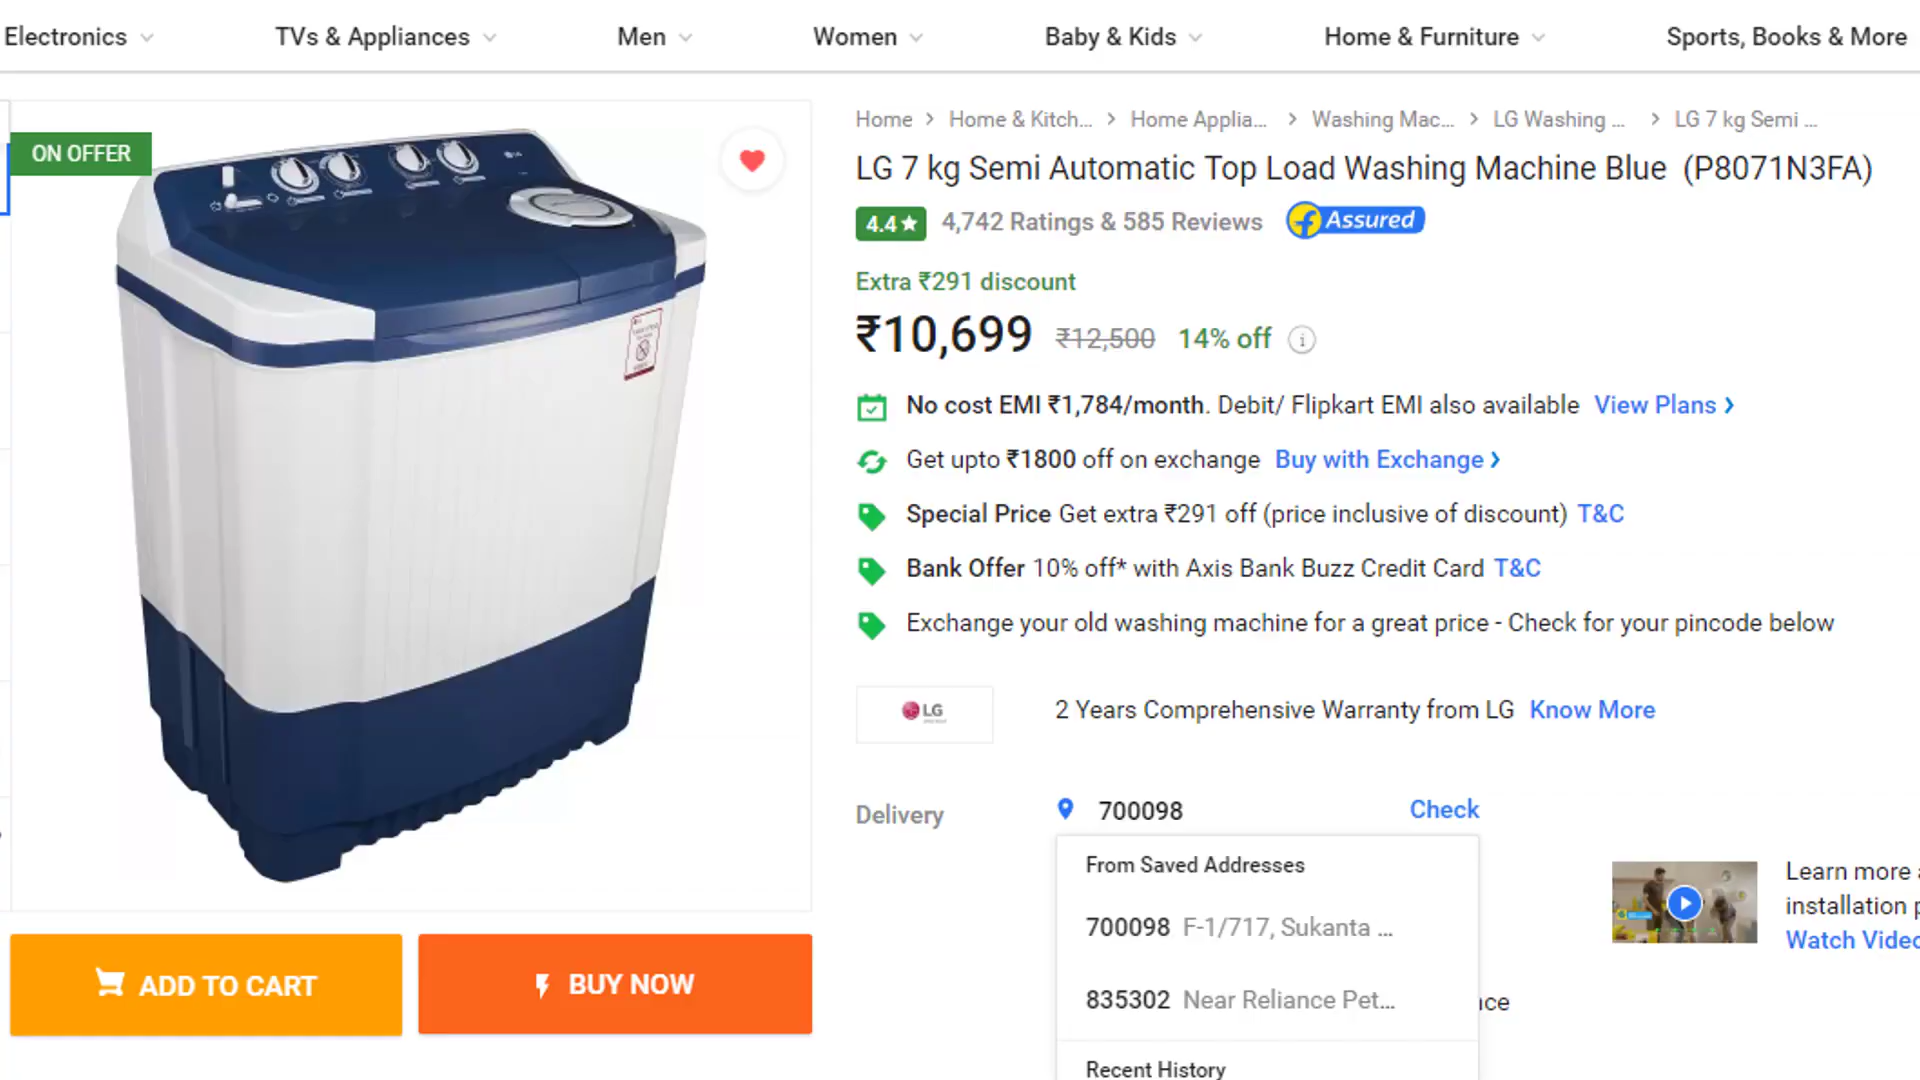 Electronics TVs & Appliances Men Women Baby & Kids Home & Furniture Sports, Books & More
Home > Home & Kitch... > Home Applia... > Washing Mac... > LG Washing ... > LG 7 kg Semi ...
ON OFFER
LG 7 kg Semi Automatic Top Load Washing Machine Blue (P8071N3FA)
4.4★ 4,742 Ratings & 585 Reviews Assured
Extra ₹291 discount
₹10,699 ₹12,500 14% off
No cost EMI ₹1,784/month. Debit/ Flipkart EMI also available View Plans >
Get upto ₹1800 off on exchange Buy with Exchange >
Special Price Get extra ₹291 off (price inclusive of discount) T&C
Bank Offer 10% off* with Axis Bank Buzz Credit Card T&C
Exchange your old washing machine for a great price - Check for your pincode below
LG 2 Years Comprehensive Warranty from LG Know More
Delivery 700098 Check
From Saved Addresses
700098 F-1/717, Sukanta ...
835302 Near Reliance Pet...
Recent History
Learn more
installation
Watch Video
ADD TO CART
BUY NOW